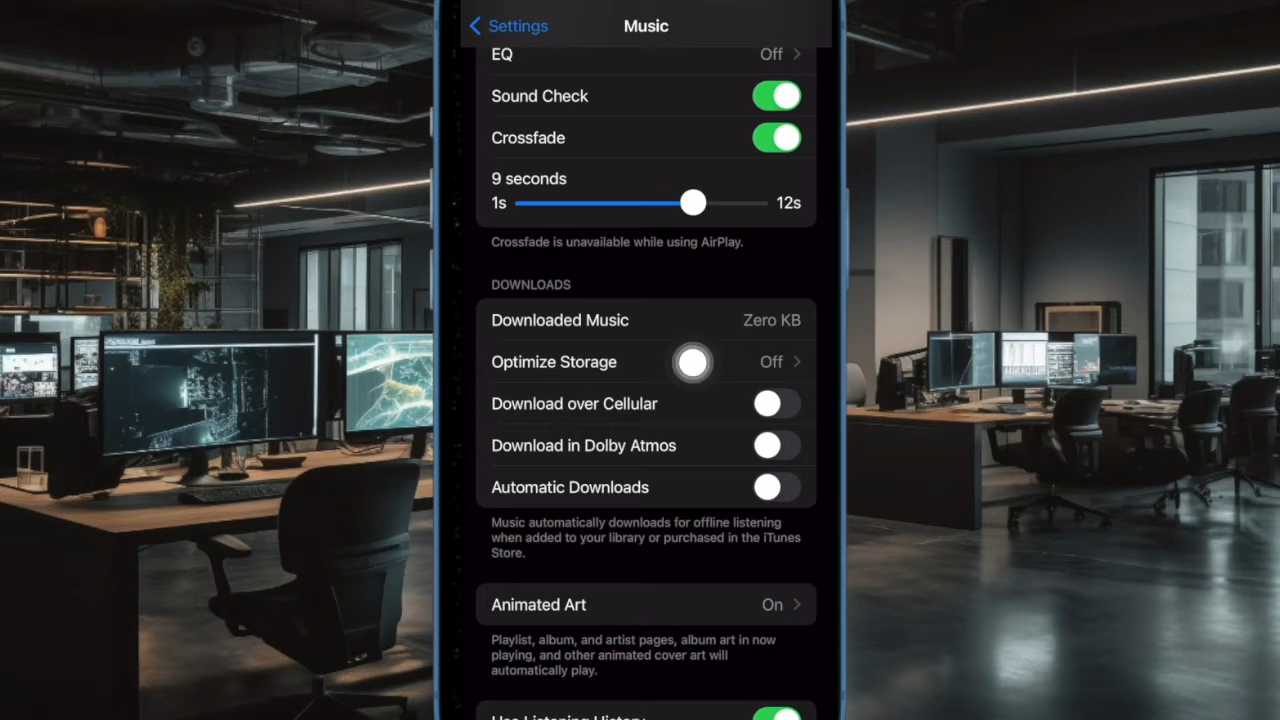 Settings
Music
EQ Off
Sound Check
Crossfade
9 seconds
1s 12s
Crossfade is unavailable while using AirPlay.
DOWNLOADS
Downloaded Music Zero KB
Optimize Storage Off
Download over Cellular
Download in Dolby Atmos
Automatic Downloads
Music automatically downloads for offline listening
when added to your library or purchased in the iTunes
Store.
Animated Art On
Playlist, album, and artist pages, album art in now
playing, and other animated cover art will
automatically play.
Use Listening History